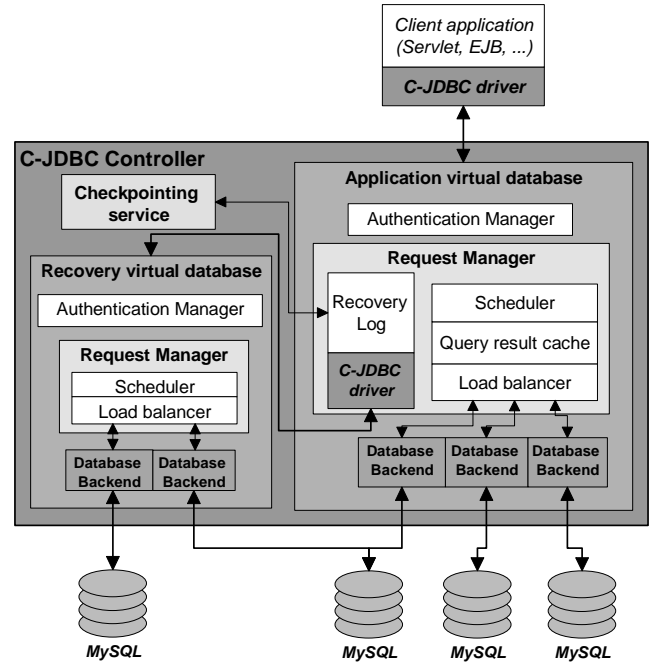 Client application
(Servlet, EJB, ...)
C-JDBC driver
C-JDBC Controller
Checkpointing
service
Application virtual database
Authentication Manager
Request Manager
Recovery
Log
C-JDBC
driver
Scheduler
Query result cache
Load balancer
Database
Backend
Database
Backend
Database
Backend
Recovery virtual database
Authentication Manager
Request Manager
Scheduler
Load balancer
Database
Backend
Database
Backend
MySQL
MySQL
MySQL
MySQL